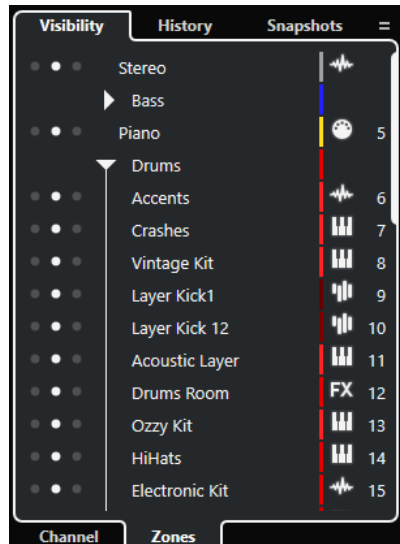 Visibility History Snapshots
Stereo
Bass
Piano 5
Drums
Accents 6
Crashes 7
Vintage Kit 8
Layer Kick1 9
Layer Kick 12 10
Acoustic Layer 11
Drums Room FX 12
Ozzy Kit 13
HiHats 14
Electronic Kit 15
Channel Zones